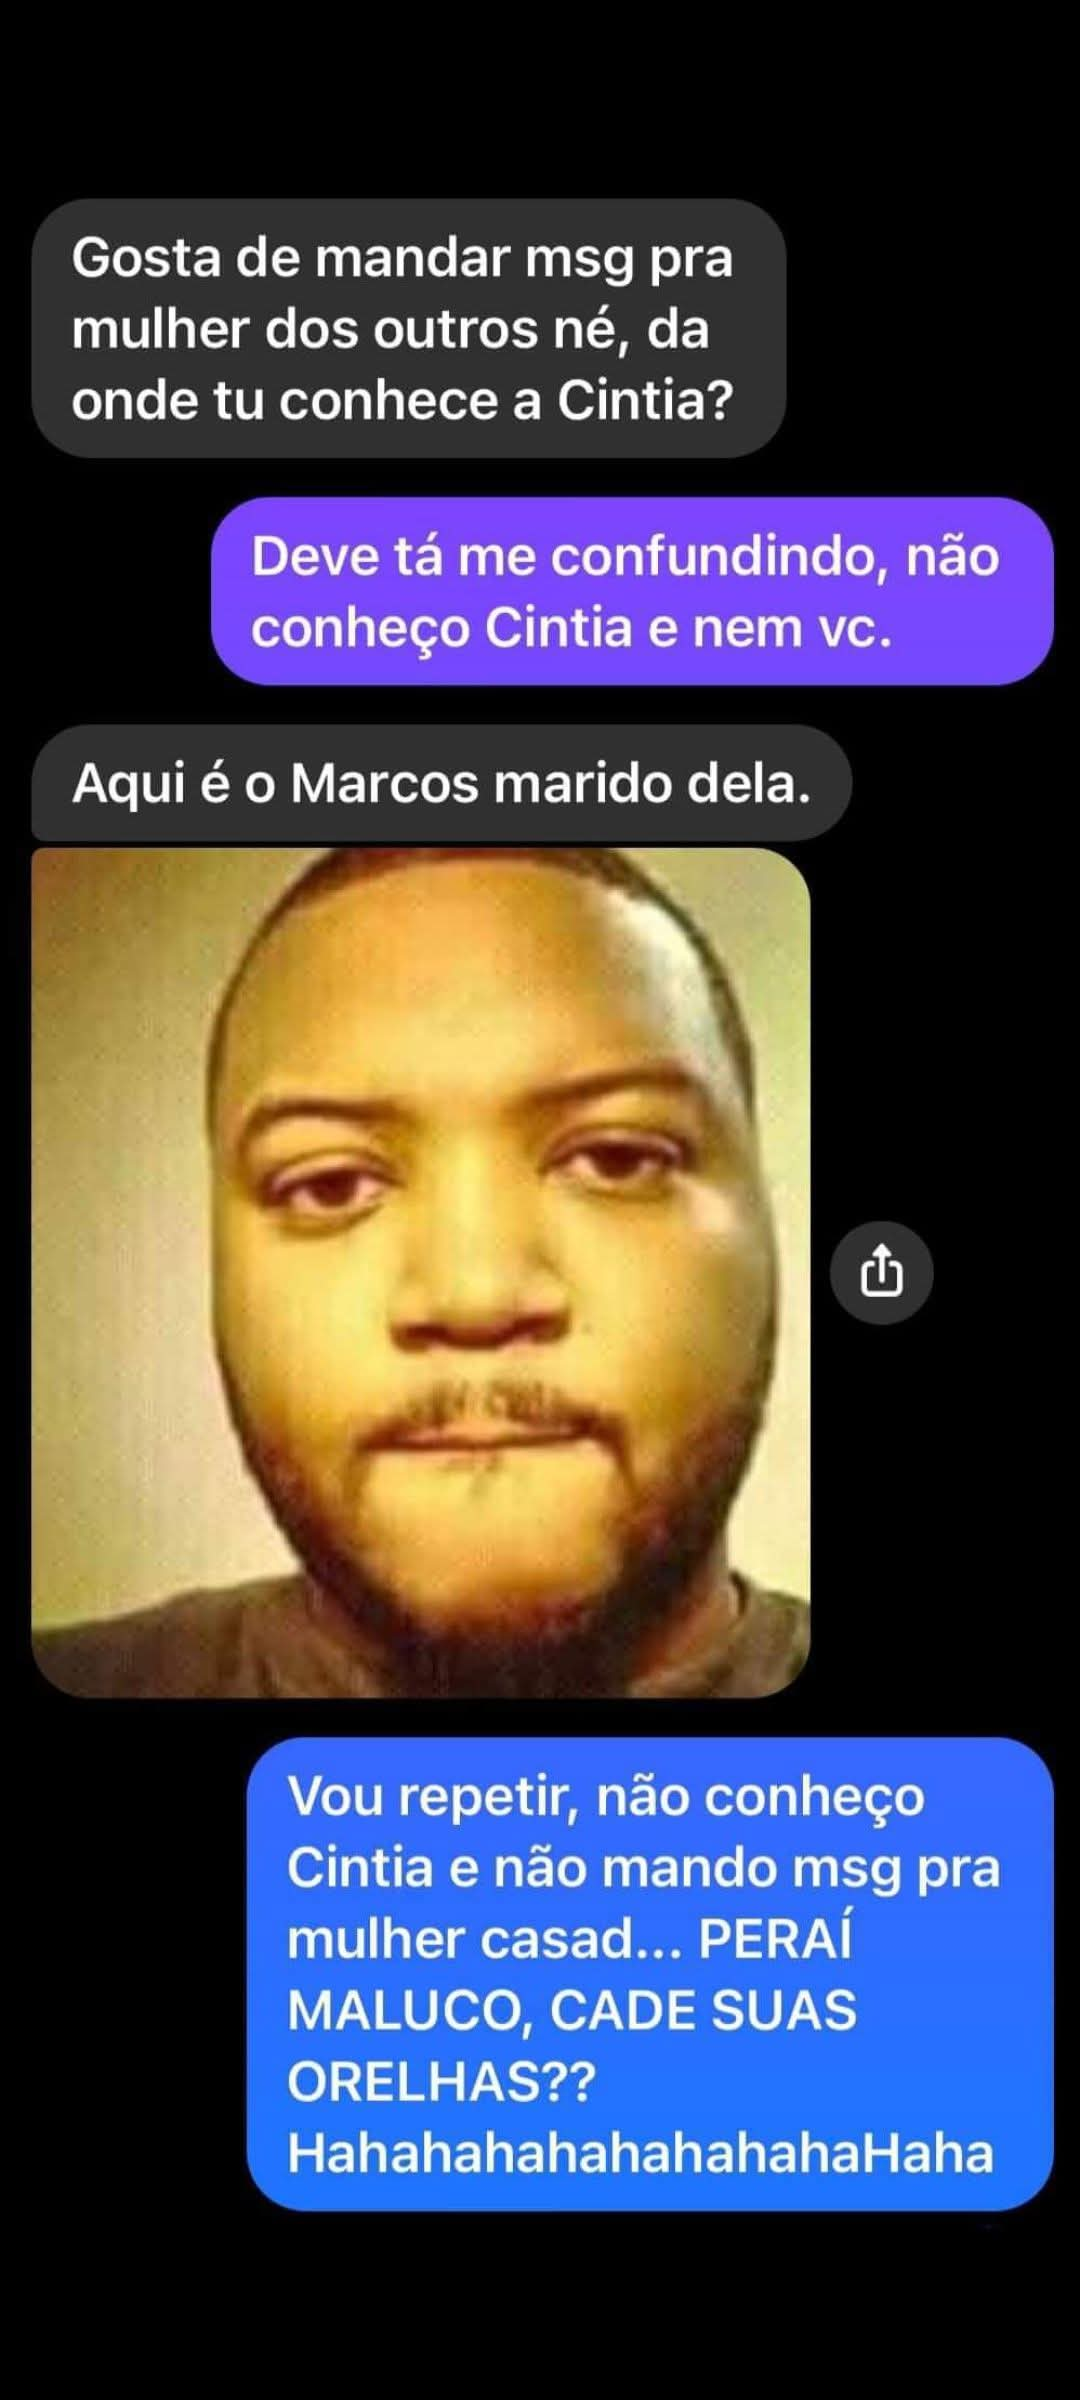 Gosta de mandar msg pra
mulher dos outros né, da
onde tu conhece a Cintia?
Deve tá me confundindo, não
conheço Cintia e nem vc.
Aqui é o Marcos marido dela.
Vou repetir, não conheço
Cintia e não mando msg pra
mulher casad... PERAÍ
MALUCO, CADE SUAS
ORELHAS??
HahahahahahahahahaHaha